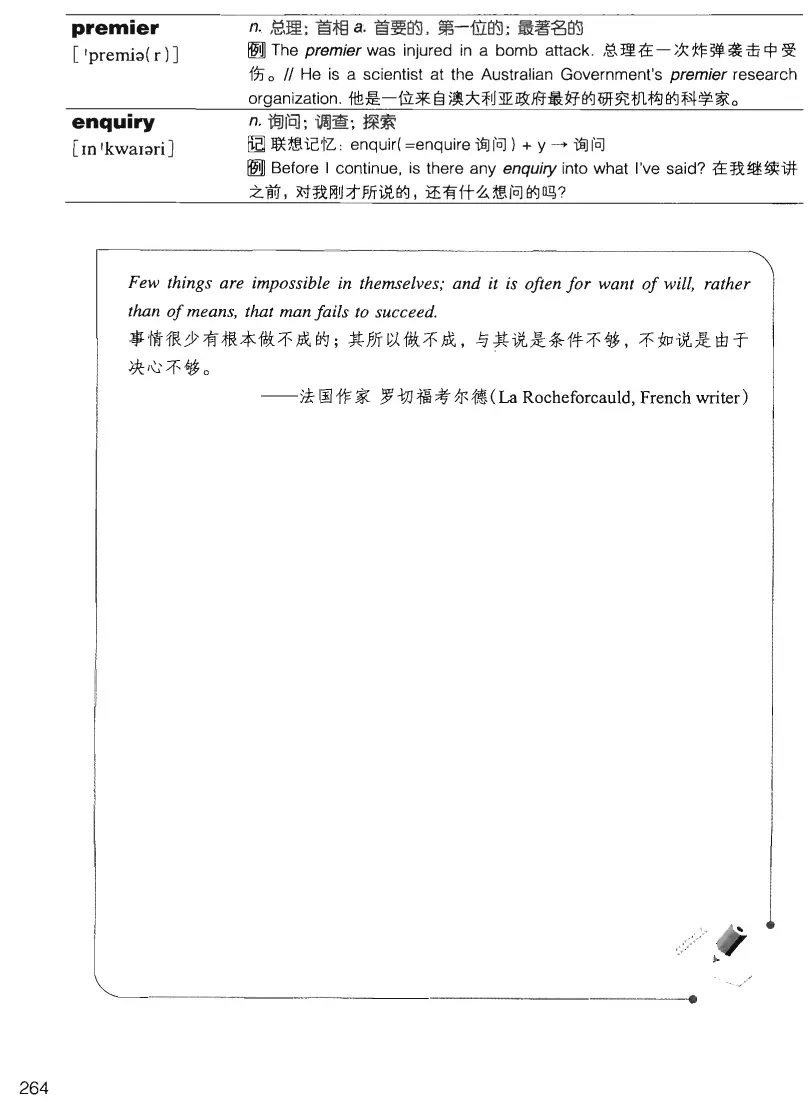 premier n. 总理；首相 a. 首要的，第一位的；最著名的
[ˈpremiə(r)] 例 The premier was injured in a bomb attack. 总理在一次炸弹袭击中受
伤。// He is a scientist at the Australian Government's premier research
organization. 他是一位来自澳大利亚政府最好的研究机构的科学家。
enquiry n. 询问；调查；探索
[ɪnˈkwaɪəri] 记 联想记忆：enquir(=enquire 询问) + y → 询问
例 Before I continue, is there any enquiry into what I've said? 在我继续讲
之前，对我刚才所说的，还有什么想问的吗？
Few things are impossible in themselves; and it is often for want of will, rather
than of means, that man fails to succeed.
事情很少有根本做不成的；其所以做不成，与其说是条件不够，不如说是由于
决心不够。
——法国作家 罗切福考尔德(La Rocheforcauld, French writer)
264